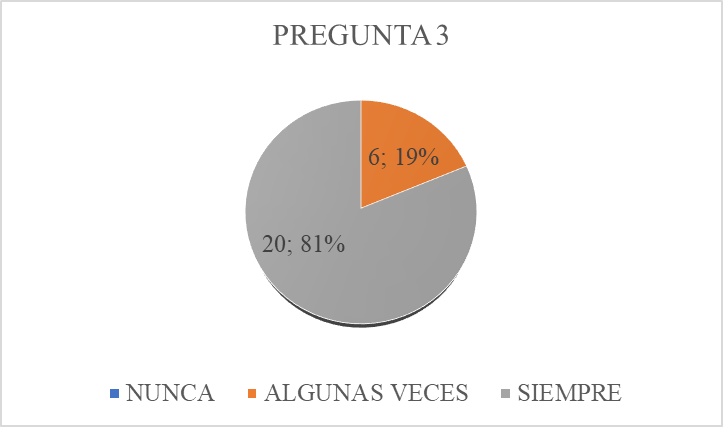 PREGUNTA 3
6; 19%
20; 81%
NUNCA ALGUNAS VECES SIEMPRE